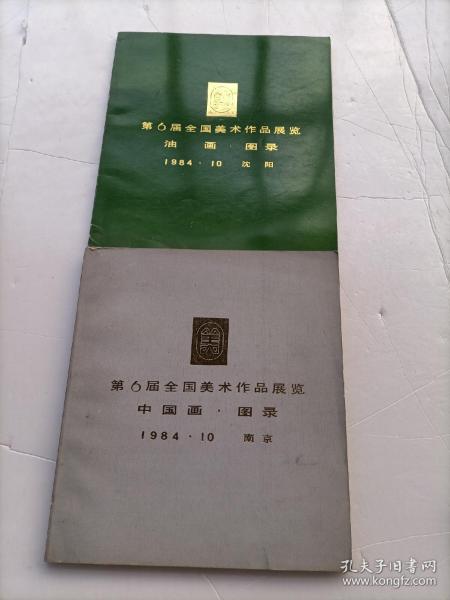 第6届全国美术作品展览
油 画·图录
1984·10 沈阳
美
第6届全国美术作品展览
中国画·图录
1984·10 南京
孔夫子旧书网
www.kongfz.com